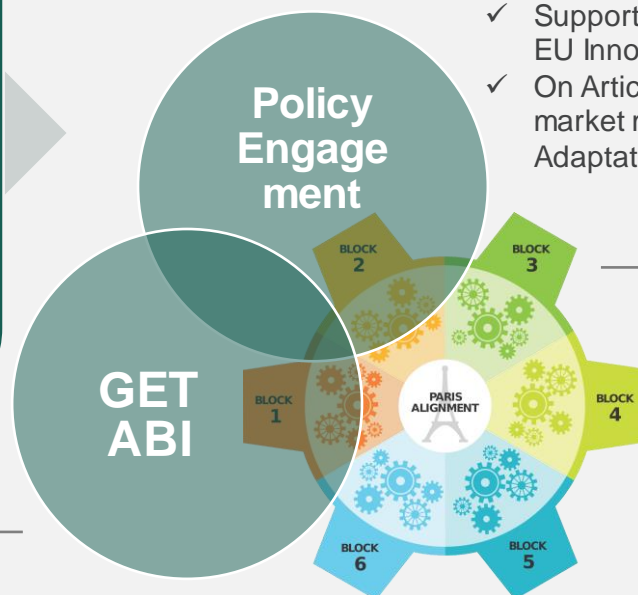 ✓ Support
EU Inno
✓ On Artic
market r
Adaptat
Policy
Engage
ment
BLOCK
2
BLOCK
3
GET
ABI
BLOCK
1
PARIS
ALIGNMENT
BLOCK
4
BLOCK
6
BLOCK
5